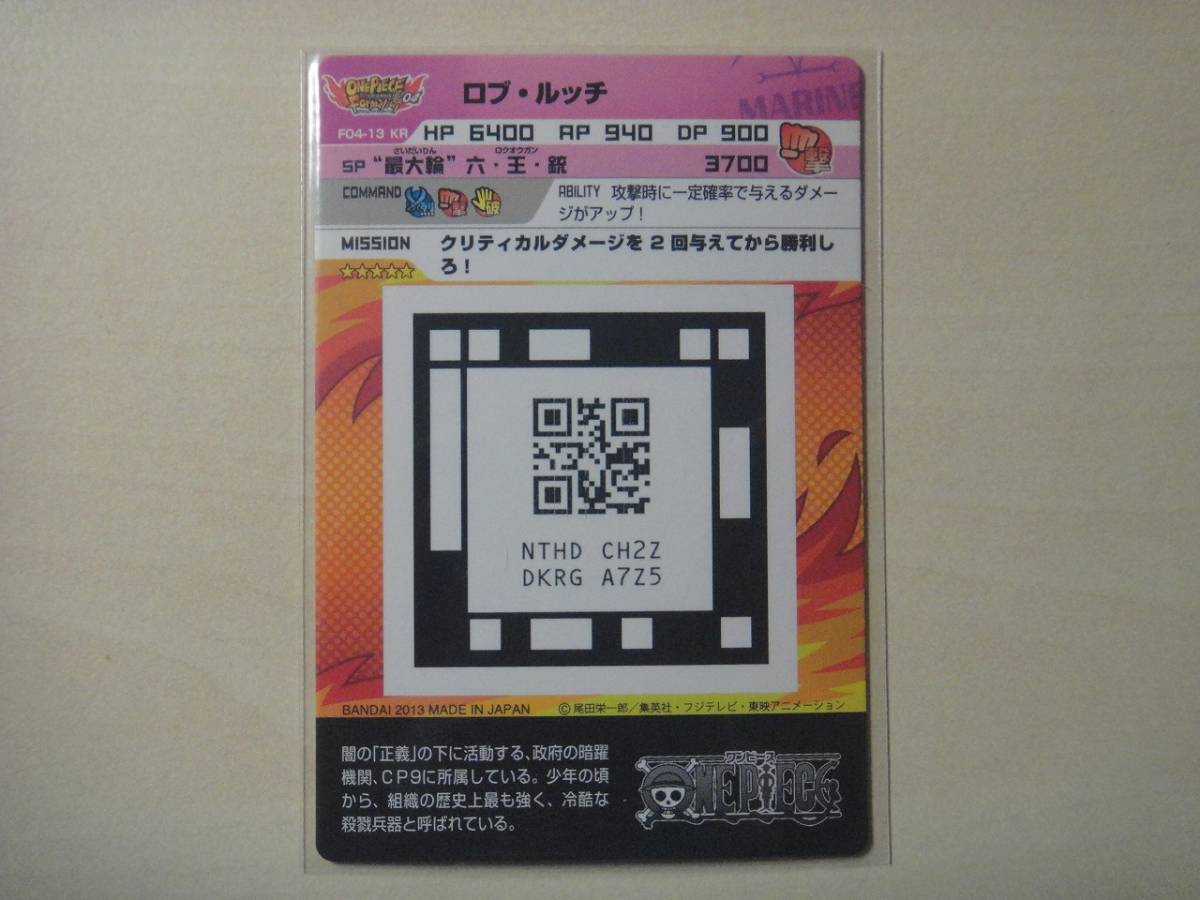 ONE PIECE
04
ロブ・ルッチ
MARINE
F04-13 KR
HP 6400 AP 940 DP 900
撃
さいだいりん ロクオウガン
SP "最大輪" 六・王・銃 3700
COMMAND 撃 破
ABILITY 攻撃時に一定確率で与えるダメー
ジがアップ!
MISSION クリティカルダメージを 2 回与えてから勝利し
ろ!
NTHD CH2Z
DKRG A7Z5
BANDAI 2013 MADE IN JAPAN
©尾田栄一郎/集英社・フジテレビ・東映アニメーション
闇の「正義」の下に活動する、政府の暗躍
機関、CP9に所属している。少年の頃
から、組織の歴史上最も強く、冷酷な
殺戮兵器と呼ばれている。
ワンピース
ONE PIECE